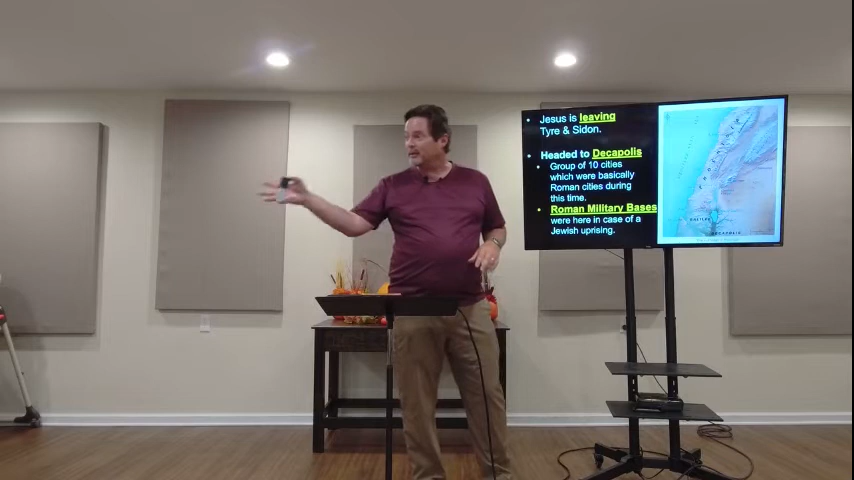 Jesus is leaving
Tyre & Sidon.
Headed to Decapolis
Group of 10 cities
which were basically
Roman cities during
this time.
Roman Military Bases
were here in case of a
Jewish uprising.
GALILEE
DECAPOLIS